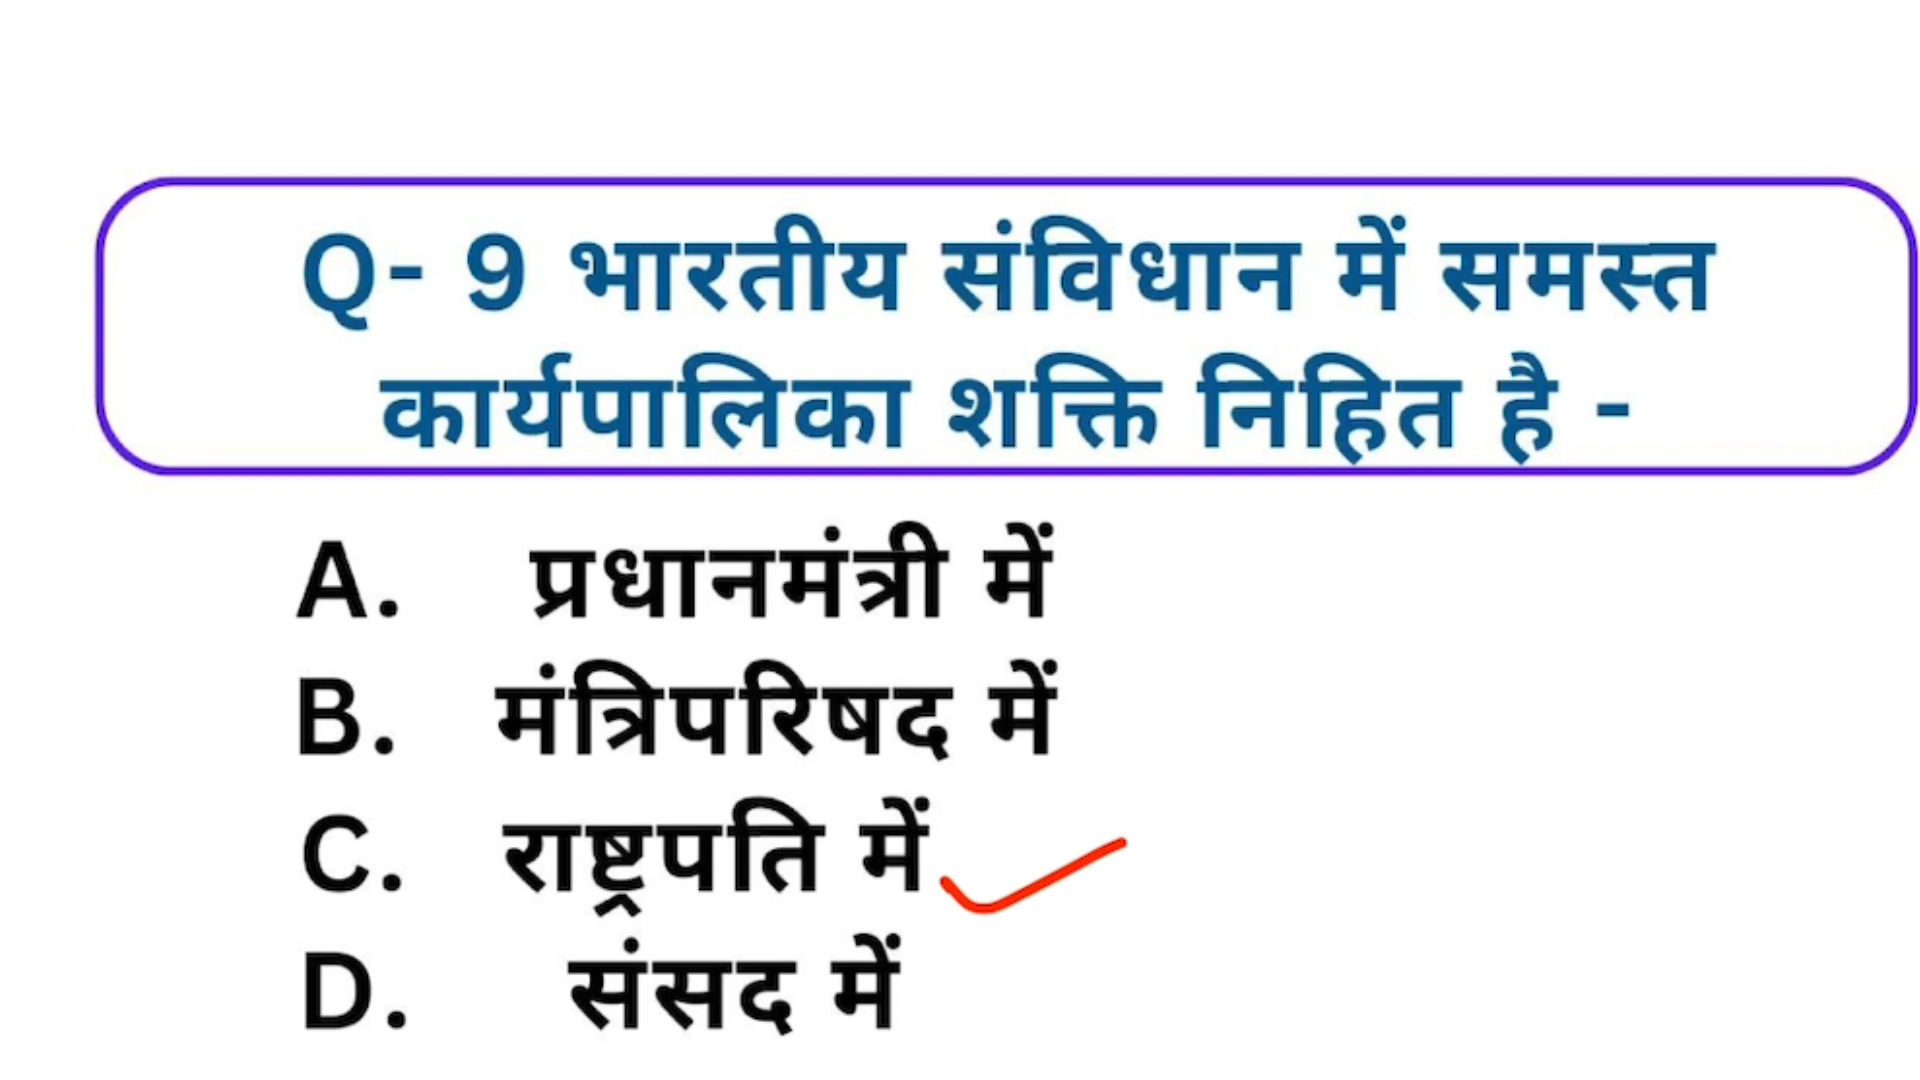 Q- 9 भारतीय संविधान में समस्त
कार्यपालिका शक्ति निहित है -
A. प्रधानमंत्री में
B. मंत्रिपरिषद में
C. राष्ट्रपति में
D. संसद में